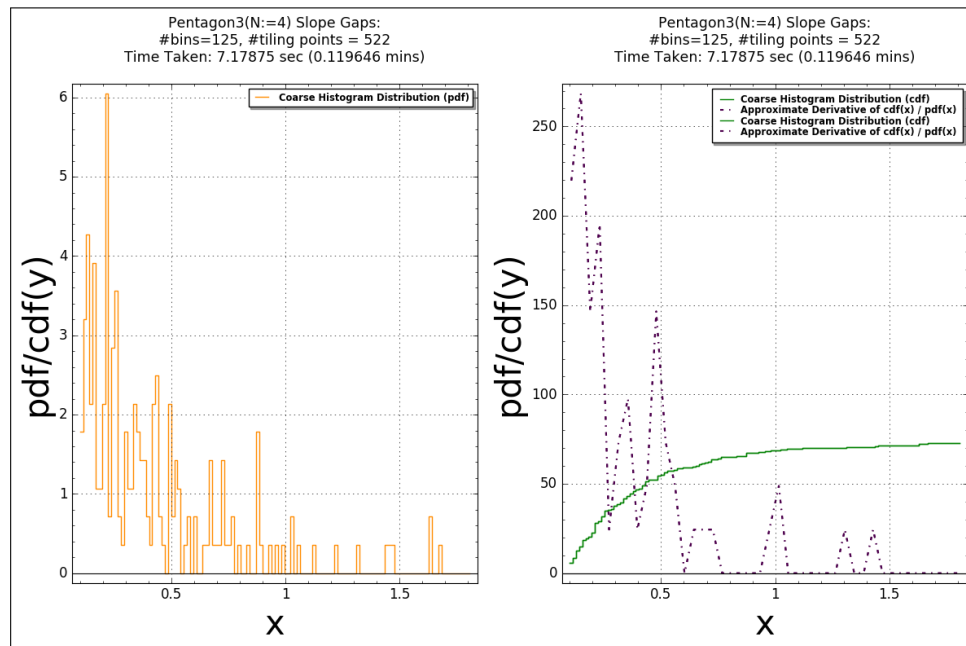 Pentagon3(N:=4) Slope Gaps:
#bins=125, #tiling points = 522
Time Taken: 7.17875 sec (0.119646 mins)
Coarse Histogram Distribution (pdf)
6
5
4
3
2
1
0
pdf/cdf(y)
0.5
1
1.5
x
Pentagon3(N:=4) Slope Gaps:
#bins=125, #tiling points = 522
Time Taken: 7.17875 sec (0.119646 mins)
Coarse Histogram Distribution (cdf)
Approximate Derivative of cdf(x) / pdf(x)
Coarse Histogram Distribution (cdf)
Approximate Derivative of cdf(x) / pdf(x)
250
200
150
100
50
0
pdf/cdf(y)
0.5
1
1.5
x